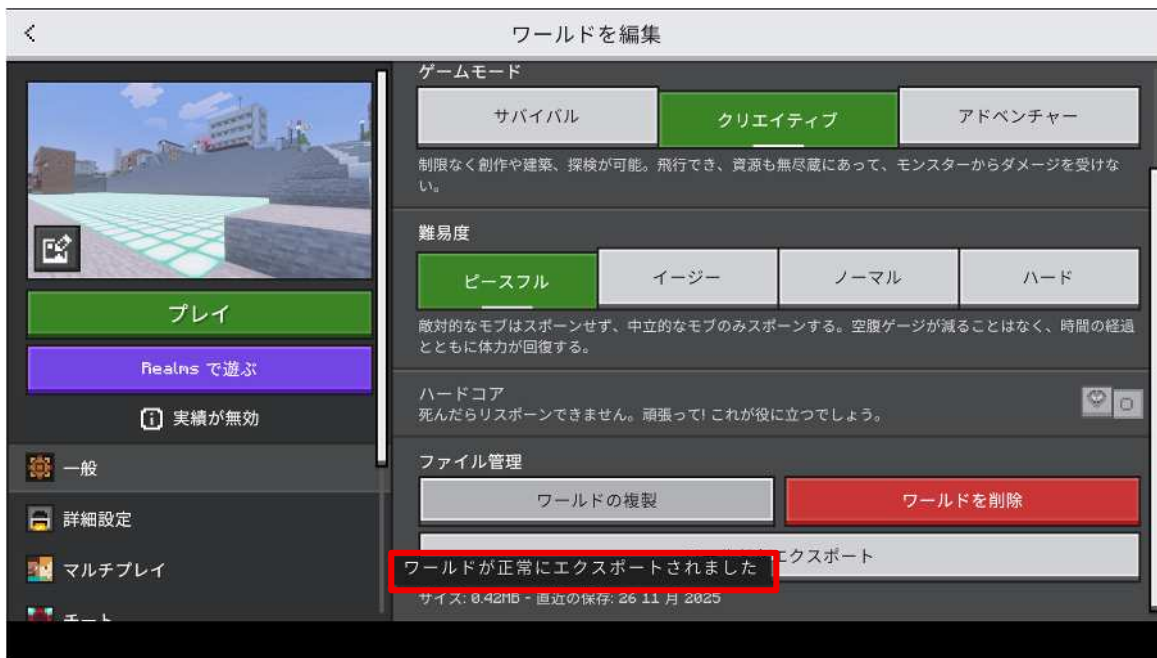 ワールドを編集
プレイ
Realms で遊ぶ
実績が無効
一般
詳細設定
マルチプレイ
チート
ゲームモード
サバイバル
クリエイティブ
アドベンチャー
制限なく創作や建築、探検が可能。飛行でき、資源も無尽蔵にあって、モンスターからダメージを受けな
い。
難易度
ピースフル
イージー
ノーマル
ハード
敵対的なモブはスポーンせず、中立的なモブのみスポーンする。空腹ゲージが減ることはなく、時間の経過
とともに体力が回復する。
ハードコア
死んだらリスポーンできません。頑張って! これが役に立つでしょう。
ファイル管理
ワールドの複製
ワールドを削除
エクスポート
ワールドが正常にエクスポートされました
サイズ: 0.42MB - 直近の保存: 26 11 月 2025